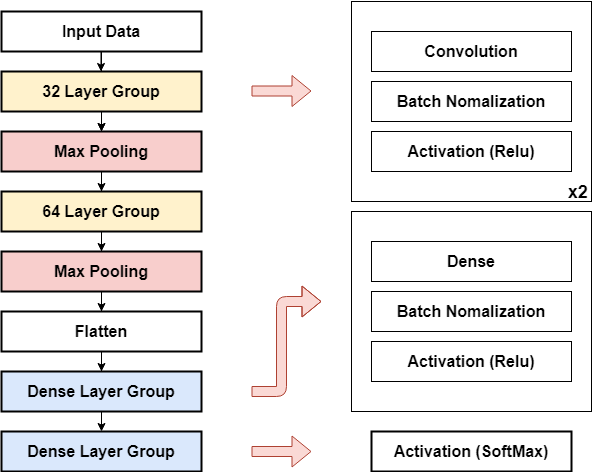 Input Data
32 Layer Group
Max Pooling
64 Layer Group
Max Pooling
Flatten
Dense Layer Group
Dense Layer Group
Convolution
Batch Nomalization
Activation (Relu)
x2
Dense
Batch Nomalization
Activation (Relu)
Activation (SoftMax)